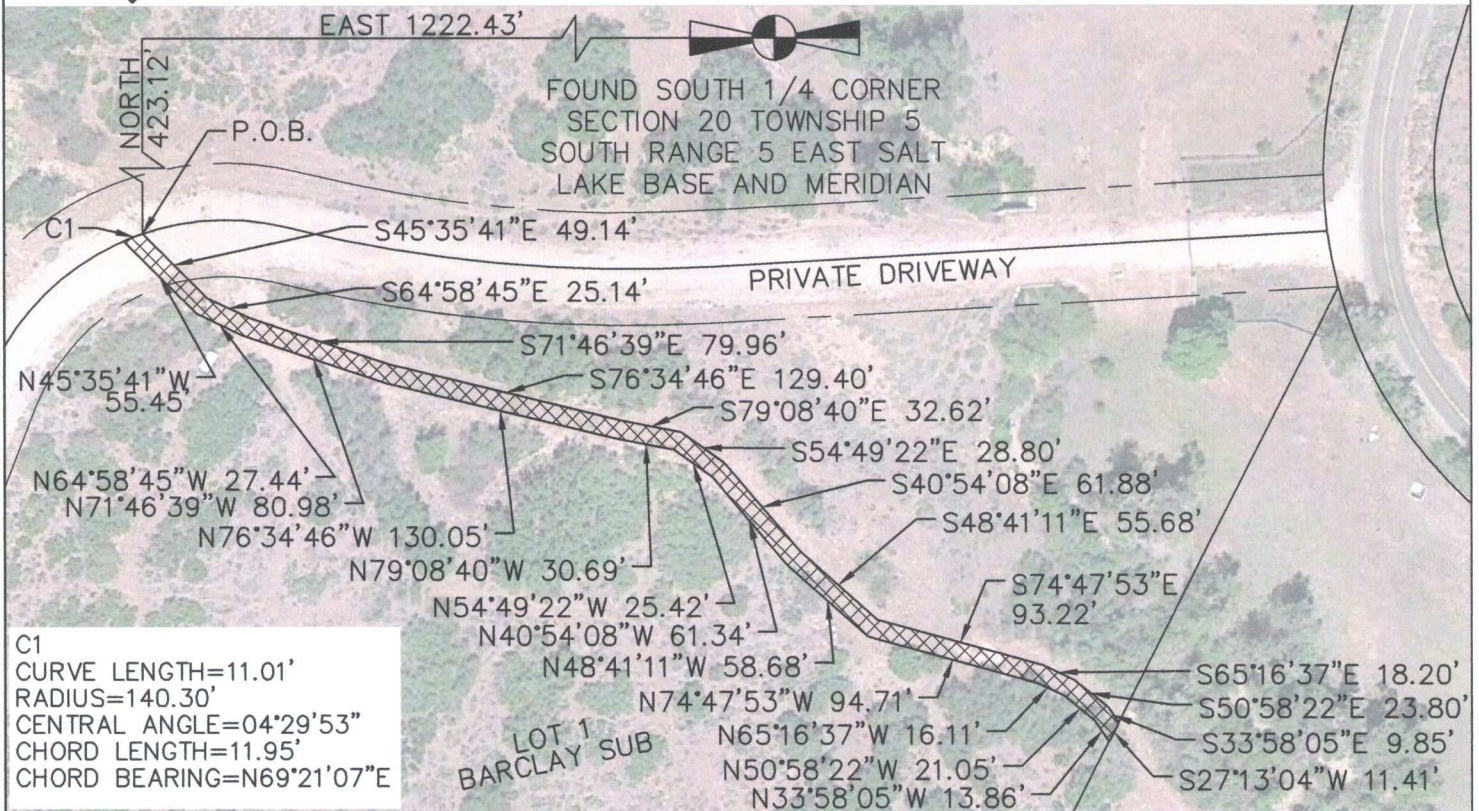 EAST 1222.43'
NORTH
423.12'
FOUND SOUTH 1/4 CORNER
SECTION 20 TOWNSHIP 5
SOUTH RANGE 5 EAST SALT
LAKE BASE AND MERIDIAN
P.O.B.
C1
S45°35'41"E 49.14'
PRIVATE DRIVEWAY
S64°58'45"E 25.14'
S71°46'39"E 79.96'
S76°34'46"E 129.40'
S79°08'40"E 32.62'
S54°49'22"E 28.80'
S40°54'08"E 61.88'
S48°41'11"E 55.68'
S74°47'53"E
93.22'
S65°16'37"E 18.20'
S50°58'22"E 23.80'
S33°58'05"E 9.85'
S27°13'04"W 11.41'
N45°35'41"W
55.45'
N64°58'45"W 27.44'
N71°46'39"W 80.98'
N76°34'46"W 130.05'
N79°08'40"W 30.69'
N54°49'22"W 25.42'
N40°54'08"W 61.34'
N48°41'11"W 58.68'
N74°47'53"W 94.71'
N65°16'37"W 16.11'
N50°58'22"W 21.05'
N33°58'05"W 13.86'
LOT 1
BARCLAY SUB
C1
CURVE LENGTH=11.01'
RADIUS=140.30'
CENTRAL ANGLE=04°29'53"
CHORD LENGTH=11.95'
CHORD BEARING=N69°21'07"E